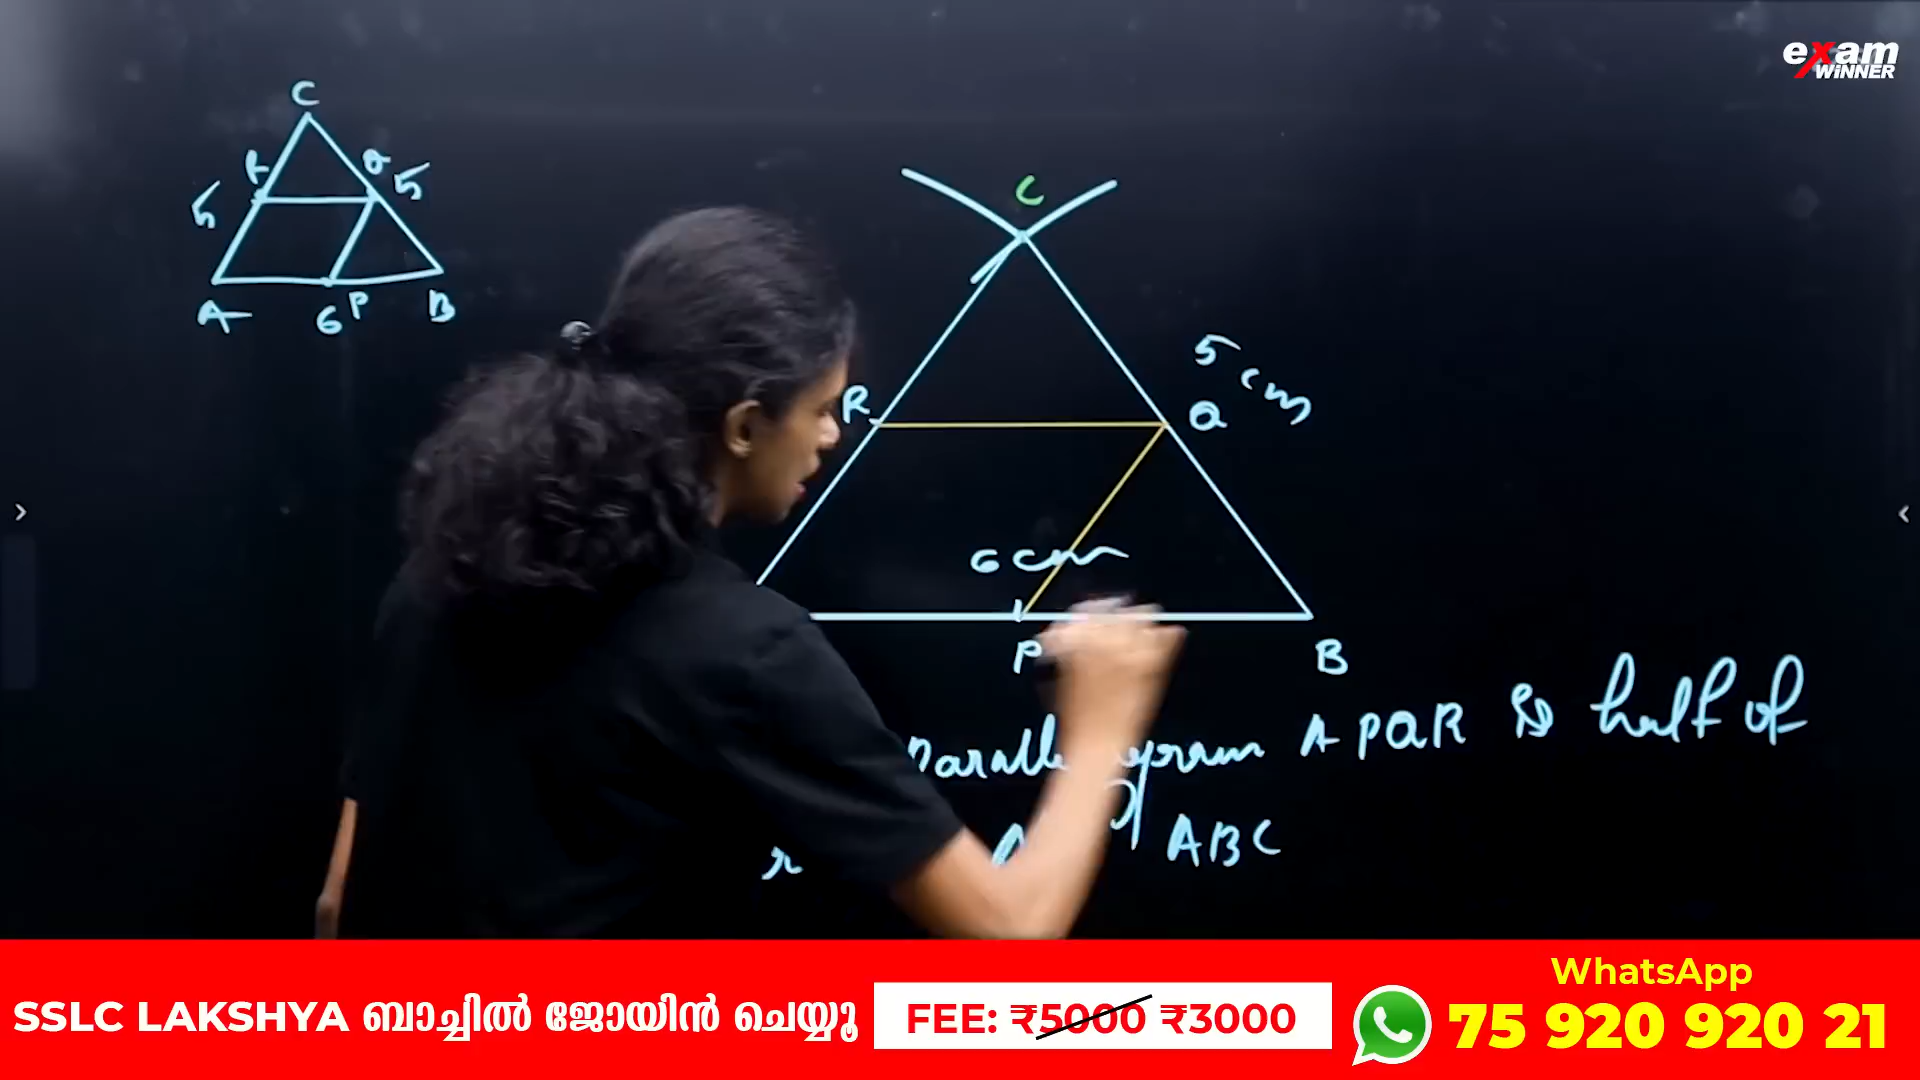 exam
WINNER
C
R
Q
5
5
A
6
P
B
C
5 cm
R
Q
6 cm
P
B
APQR is half of
ABC
SSLC LAKSHYA ബാച്ചിൽ ജോയിൻ ചെയ്യൂ
FEE: ₹5000 ₹3000
WhatsApp
75 920 920 21